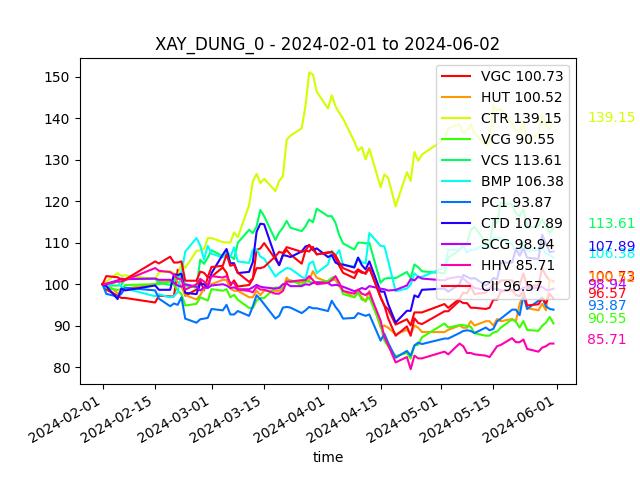 XAY_DUNG_0 - 2024-02-01 to 2024-06-02
150
140
130
120
110
100
90
80
VGC 100.73
HUT 100.52
CTR 139.15
VCG 90.55
VCS 113.61
BMP 106.38
PC1 93.87
CTD 107.89
SCG 98.94
HHV 85.71
CII 96.57
139.15
113.61
107.89
106.38
100.73
98.94
96.57
93.87
90.55
85.71
2024-02-01
2024-02-15
2024-03-01
2024-03-15
2024-04-01
2024-04-15
2024-05-01
2024-05-15
2024-06-01
time